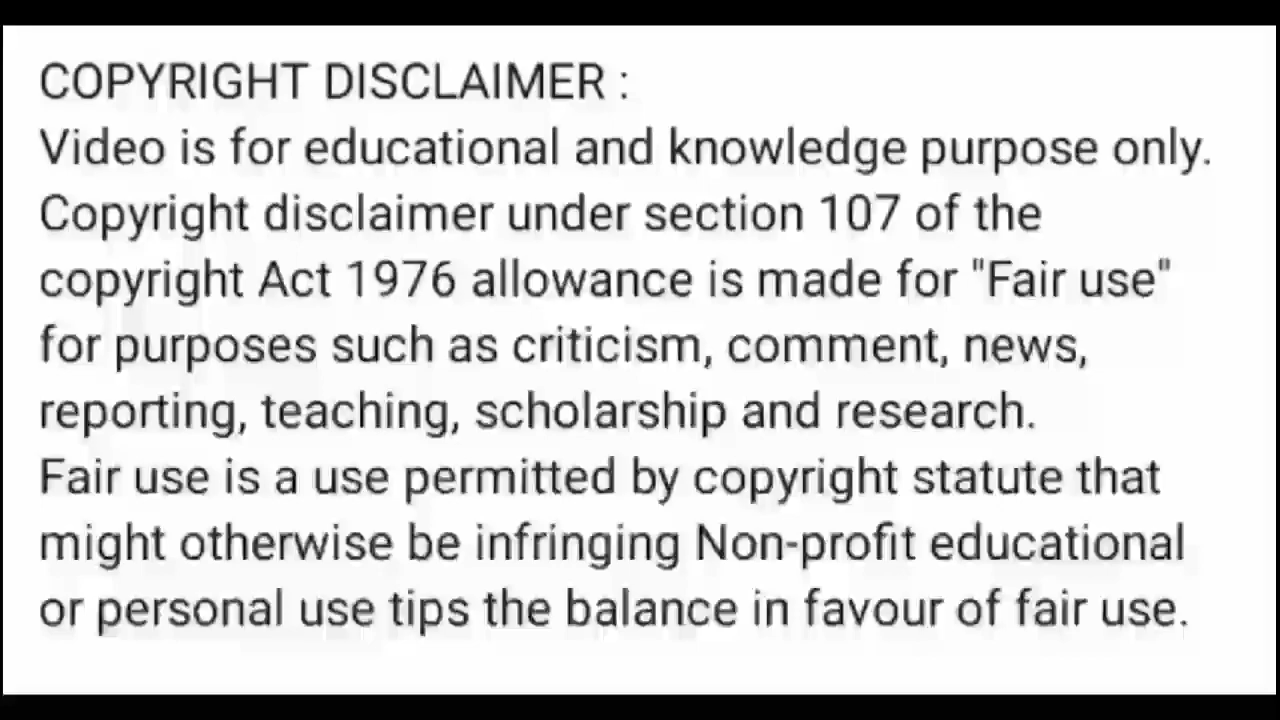 COPYRIGHT DISCLAIMER :
Video is for educational and knowledge purpose only.
Copyright disclaimer under section 107 of the
copyright Act 1976 allowance is made for "Fair use"
for purposes such as criticism, comment, news,
reporting, teaching, scholarship and research.
Fair use is a use permitted by copyright statute that
might otherwise be infringing Non-profit educational
or personal use tips the balance in favour of fair use.